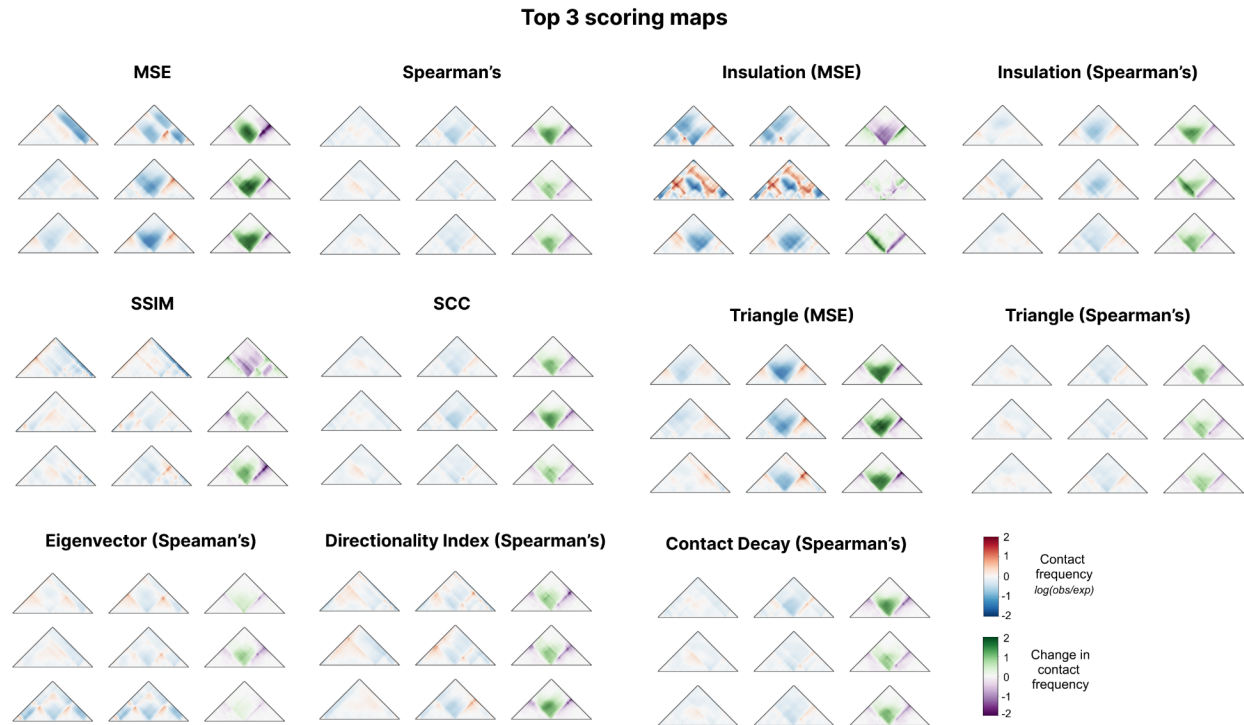 Top 3 scoring maps
MSE
Spearman's
Insulation (MSE)
Insulation (Spearman's)
SSIM
SCC
Triangle (MSE)
Triangle (Spearman's)
Eigenvector (Speaman's)
Directionality Index (Spearman's)
Contact Decay (Spearman's)
2
1
0
-1
-2
Contact
frequency
log(obs/exp)
2
1
0
-1
-2
Change in
contact
frequency